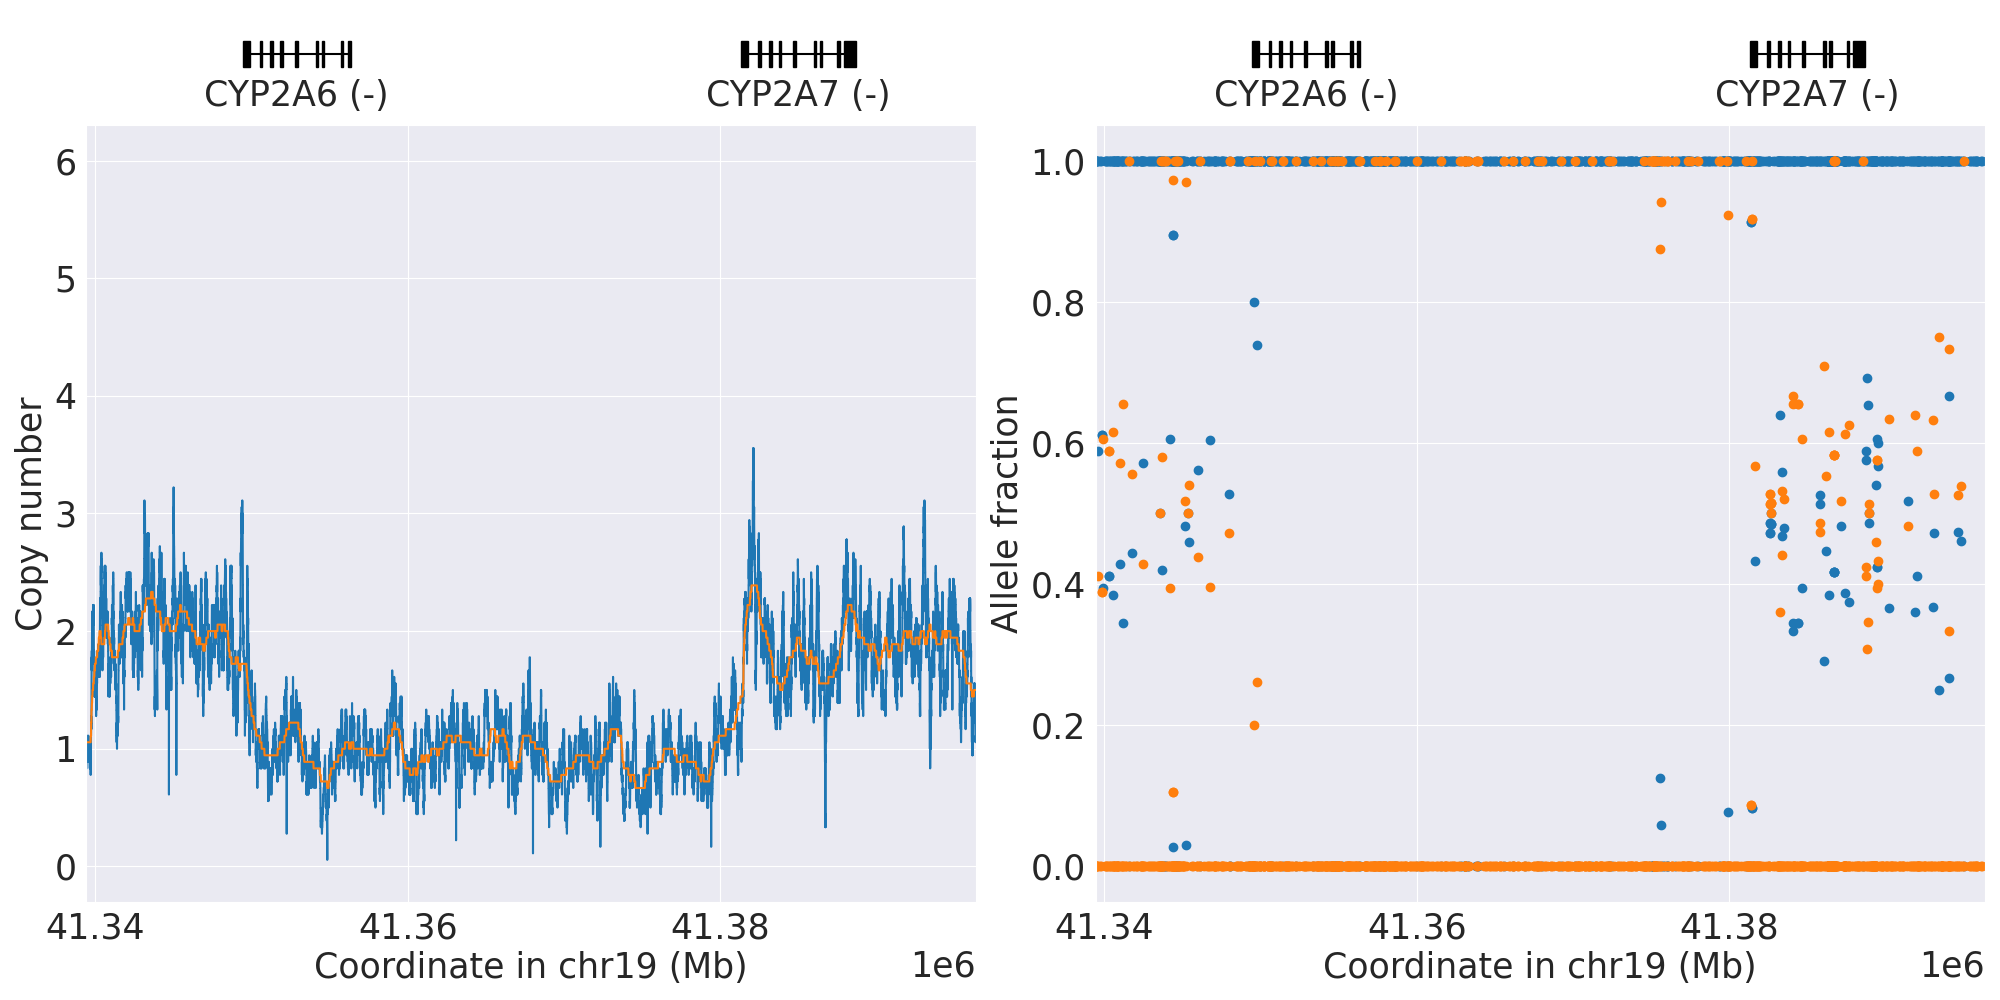 CYP2A6 (-)
CYP2A7 (-)
6
5
4
3
2
1
0
Copy number
41.34
41.36
41.38
Coordinate in chr19 (Mb)
1e6
CYP2A6 (-)
CYP2A7 (-)
1.0
0.8
0.6
0.4
0.2
0.0
Allele fraction
41.34
41.36
41.38
Coordinate in chr19 (Mb)
1e6